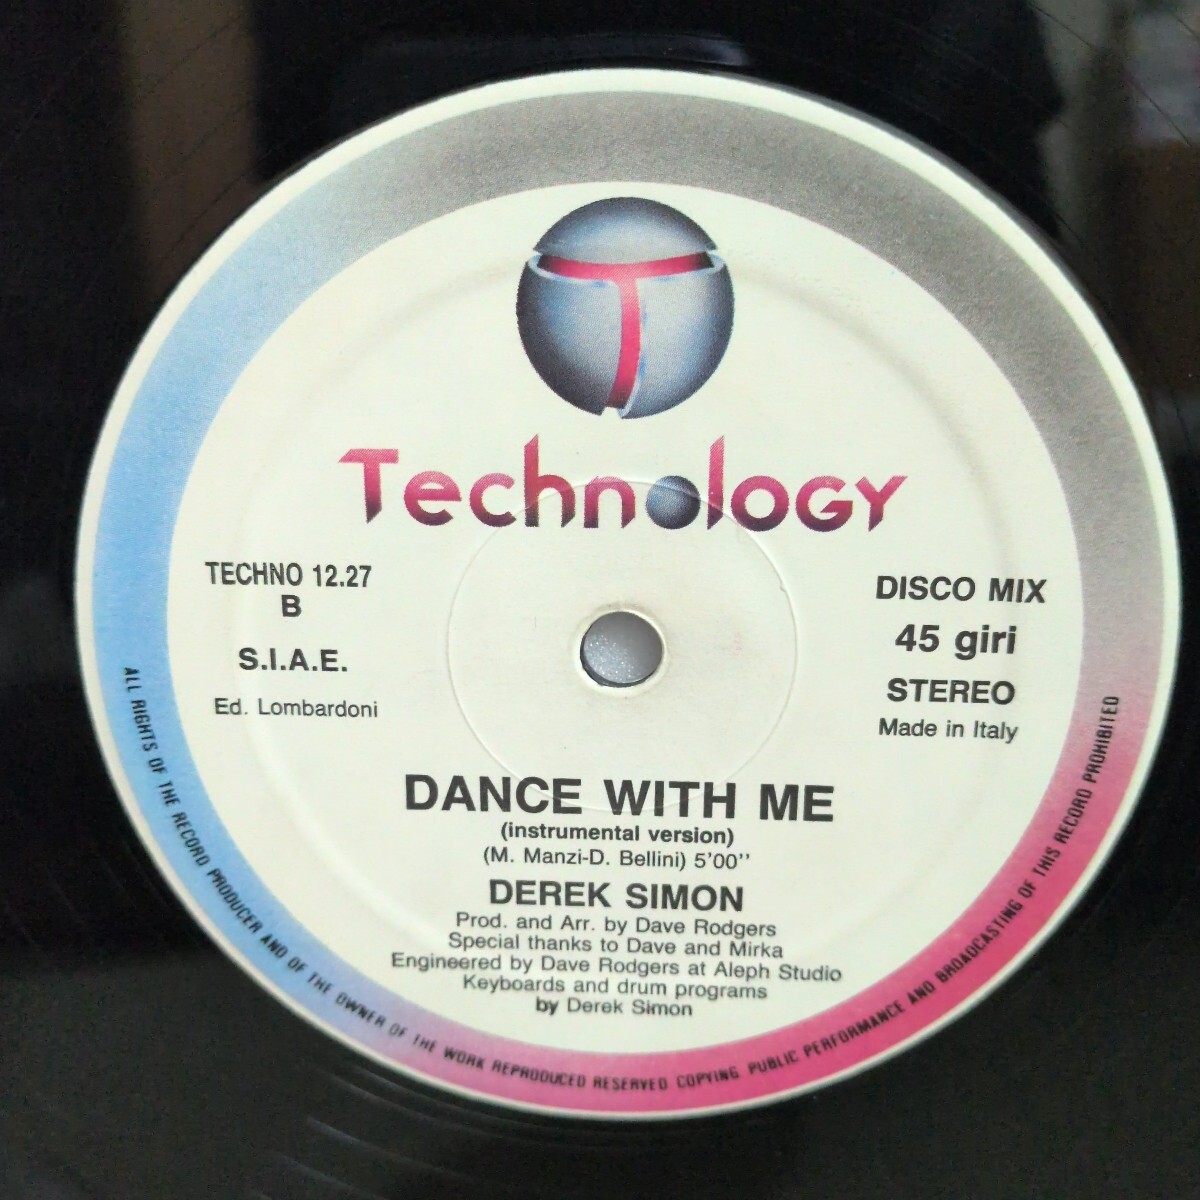 T
Technology
TECHNO 12.27
B
S.I.A.E.
Ed. Lombardoni
DISCO MIX
45 giri
STEREO
Made in Italy
DANCE WITH ME
(instrumental version)
(M. Manzi-D. Bellini) 5'00''
DEREK SIMON
Prod. and Arr. by Dave Rodgers
Special thanks to Dave and Mirka
Engineered by Dave Rodgers at Aleph Studio
Keyboards and drum programs
by Derek Simon
ALL RIGHTS OF THE RECORD PRODUCER AND OF THE OWNER OF THE WORK REPRODUCED RESERVED COPYING. PUBLIC PERFORMANCE AND BROADCASTING OF THIS RECORD PROHIBITED